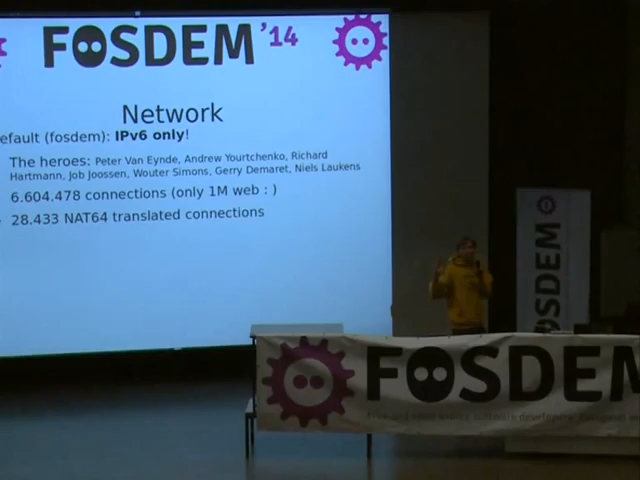 FOSDEM '14
Network
efault (fosdem): IPv6 only!
The heroes: Peter Van Eynde, Andrew Yourtchenko, Richard
Hartmann, Job Joossen, Wouter Simons, Gerry Demaret, Niels Laukens
6.604.478 connections (only 1M web : )
28.433 NAT64 translated connections
FOSDEM
FOSDEM